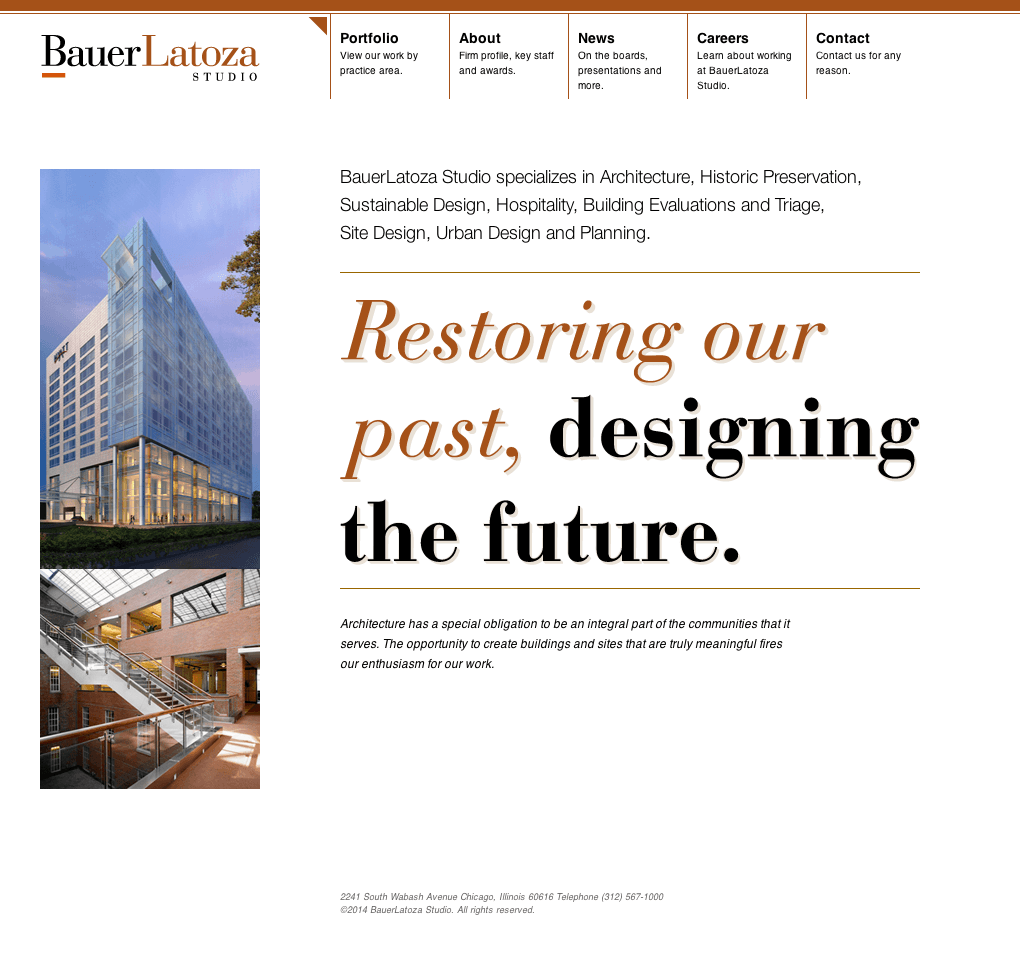 BauerLatoza
STUDIO
Portfolio
View our work by
practice area.
About
Firm profile, key staff
and awards.
News
On the boards,
presentations and
more.
Careers
Learn about working
at BauerLatoza
Studio.
Contact
Contact us for any
reason.
BauerLatoza Studio specializes in Architecture, Historic Preservation,
Sustainable Design, Hospitality, Building Evaluations and Triage,
Site Design, Urban Design and Planning.
HYATT
Restoring our
past, designing
the future.
Architecture has a special obligation to be an integral part of the communities that it
serves. The opportunity to create buildings and sites that are truly meaningful fires
our enthusiasm for our work.
2241 South Wabash Avenue Chicago, Illinois 60616 Telephone (312) 567-1000
©2014 BauerLatoza Studio. All rights reserved.